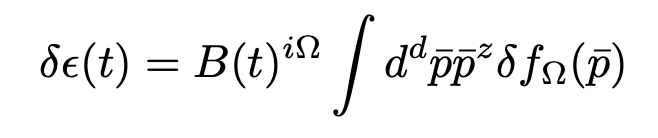 δϵ(t) = B(t)^{iΩ} ∫ d^d p̄ p̄^z δf_Ω(p̄)